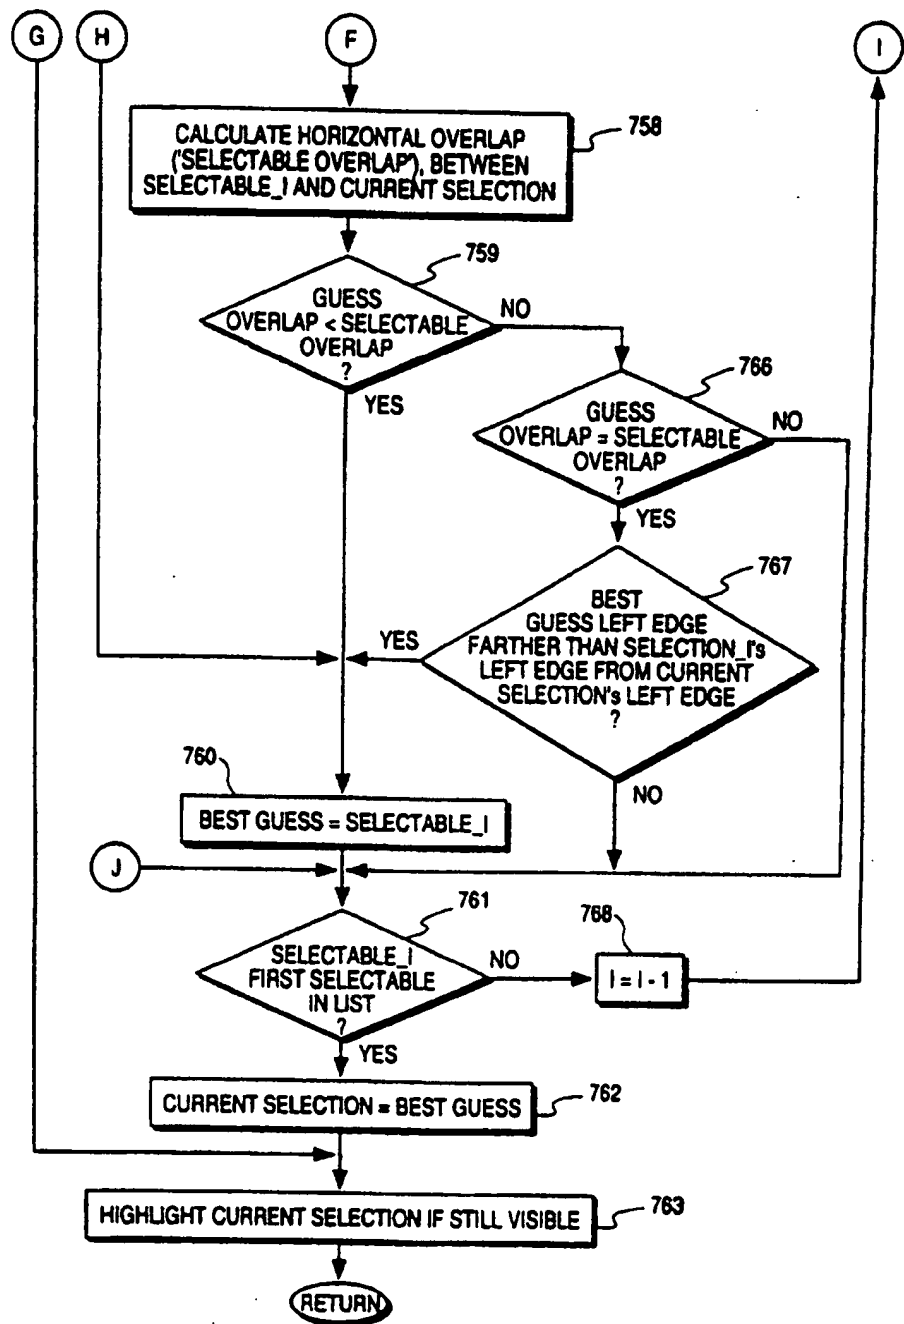 G H F I
CALCULATE HORIZONTAL OVERLAP
('SELECTABLE OVERLAP'), BETWEEN
SELECTABLE_I AND CURRENT SELECTION
758
759
GUESS
OVERLAP < SELECTABLE
OVERLAP
?
NO
YES
766
GUESS
OVERLAP = SELECTABLE
OVERLAP
?
NO
YES
767
BEST
GUESS LEFT EDGE
FARTHER THAN SELECTION_I's
LEFT EDGE FROM CURRENT
SELECTION's LEFT EDGE
?
YES
NO
760
BEST GUESS = SELECTABLE_I
J
761
SELECTABLE_I
FIRST SELECTABLE
IN LIST
?
NO
768
I = I - 1
YES
CURRENT SELECTION = BEST GUESS
762
HIGHLIGHT CURRENT SELECTION IF STILL VISIBLE
763
RETURN